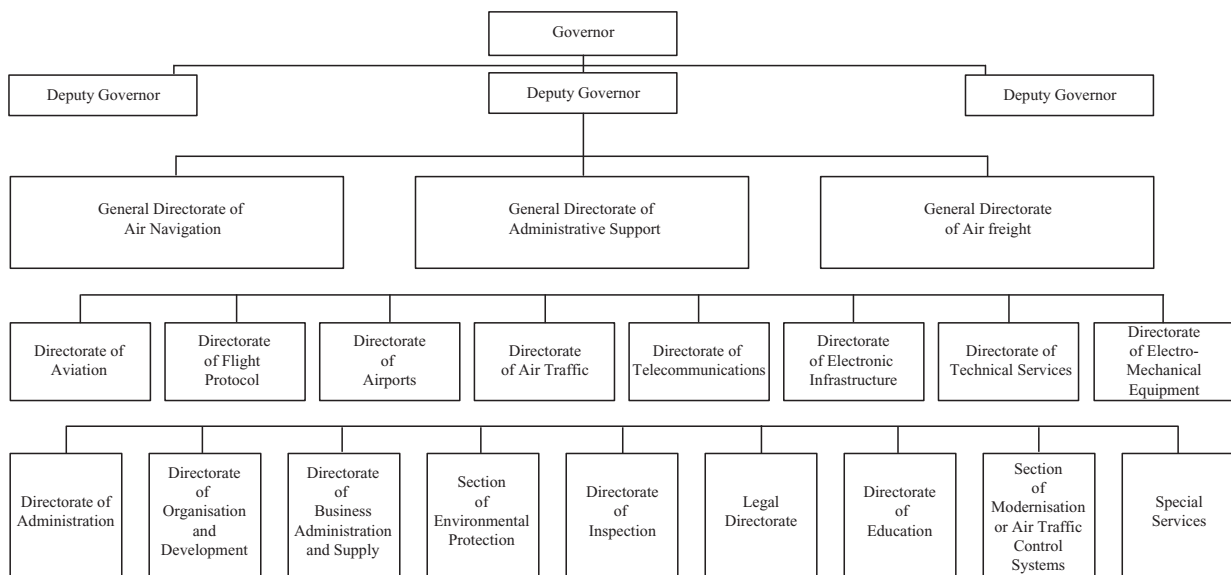 Governor
Deputy Governor
Deputy Governor
Deputy Governor
General Directorate of
Air Navigation
General Directorate of
Administrative Support
General Directorate
of Air freight
Directorate of
Aviation
Directorate
of Flight
Protocol
Directorate
of
Airports
Directorate
of Air Traffic
Directorate of
Telecommunications
Directorate
of Electronic
Infrastructure
Directorate of
Technical Services
Directorate
of Electro-
Mechanical
Equipment
Directorate of
Administration
Directorate
of
Organisation
and
Development
Directorate
of
Business
Administration
and Supply
Section
of
Environmental
Protection
Directorate
of
Inspection
Legal
Directorate
Directorate
of
Education
Section
of
Modernisation
or Air Traffic
Control
Systems
Special
Services